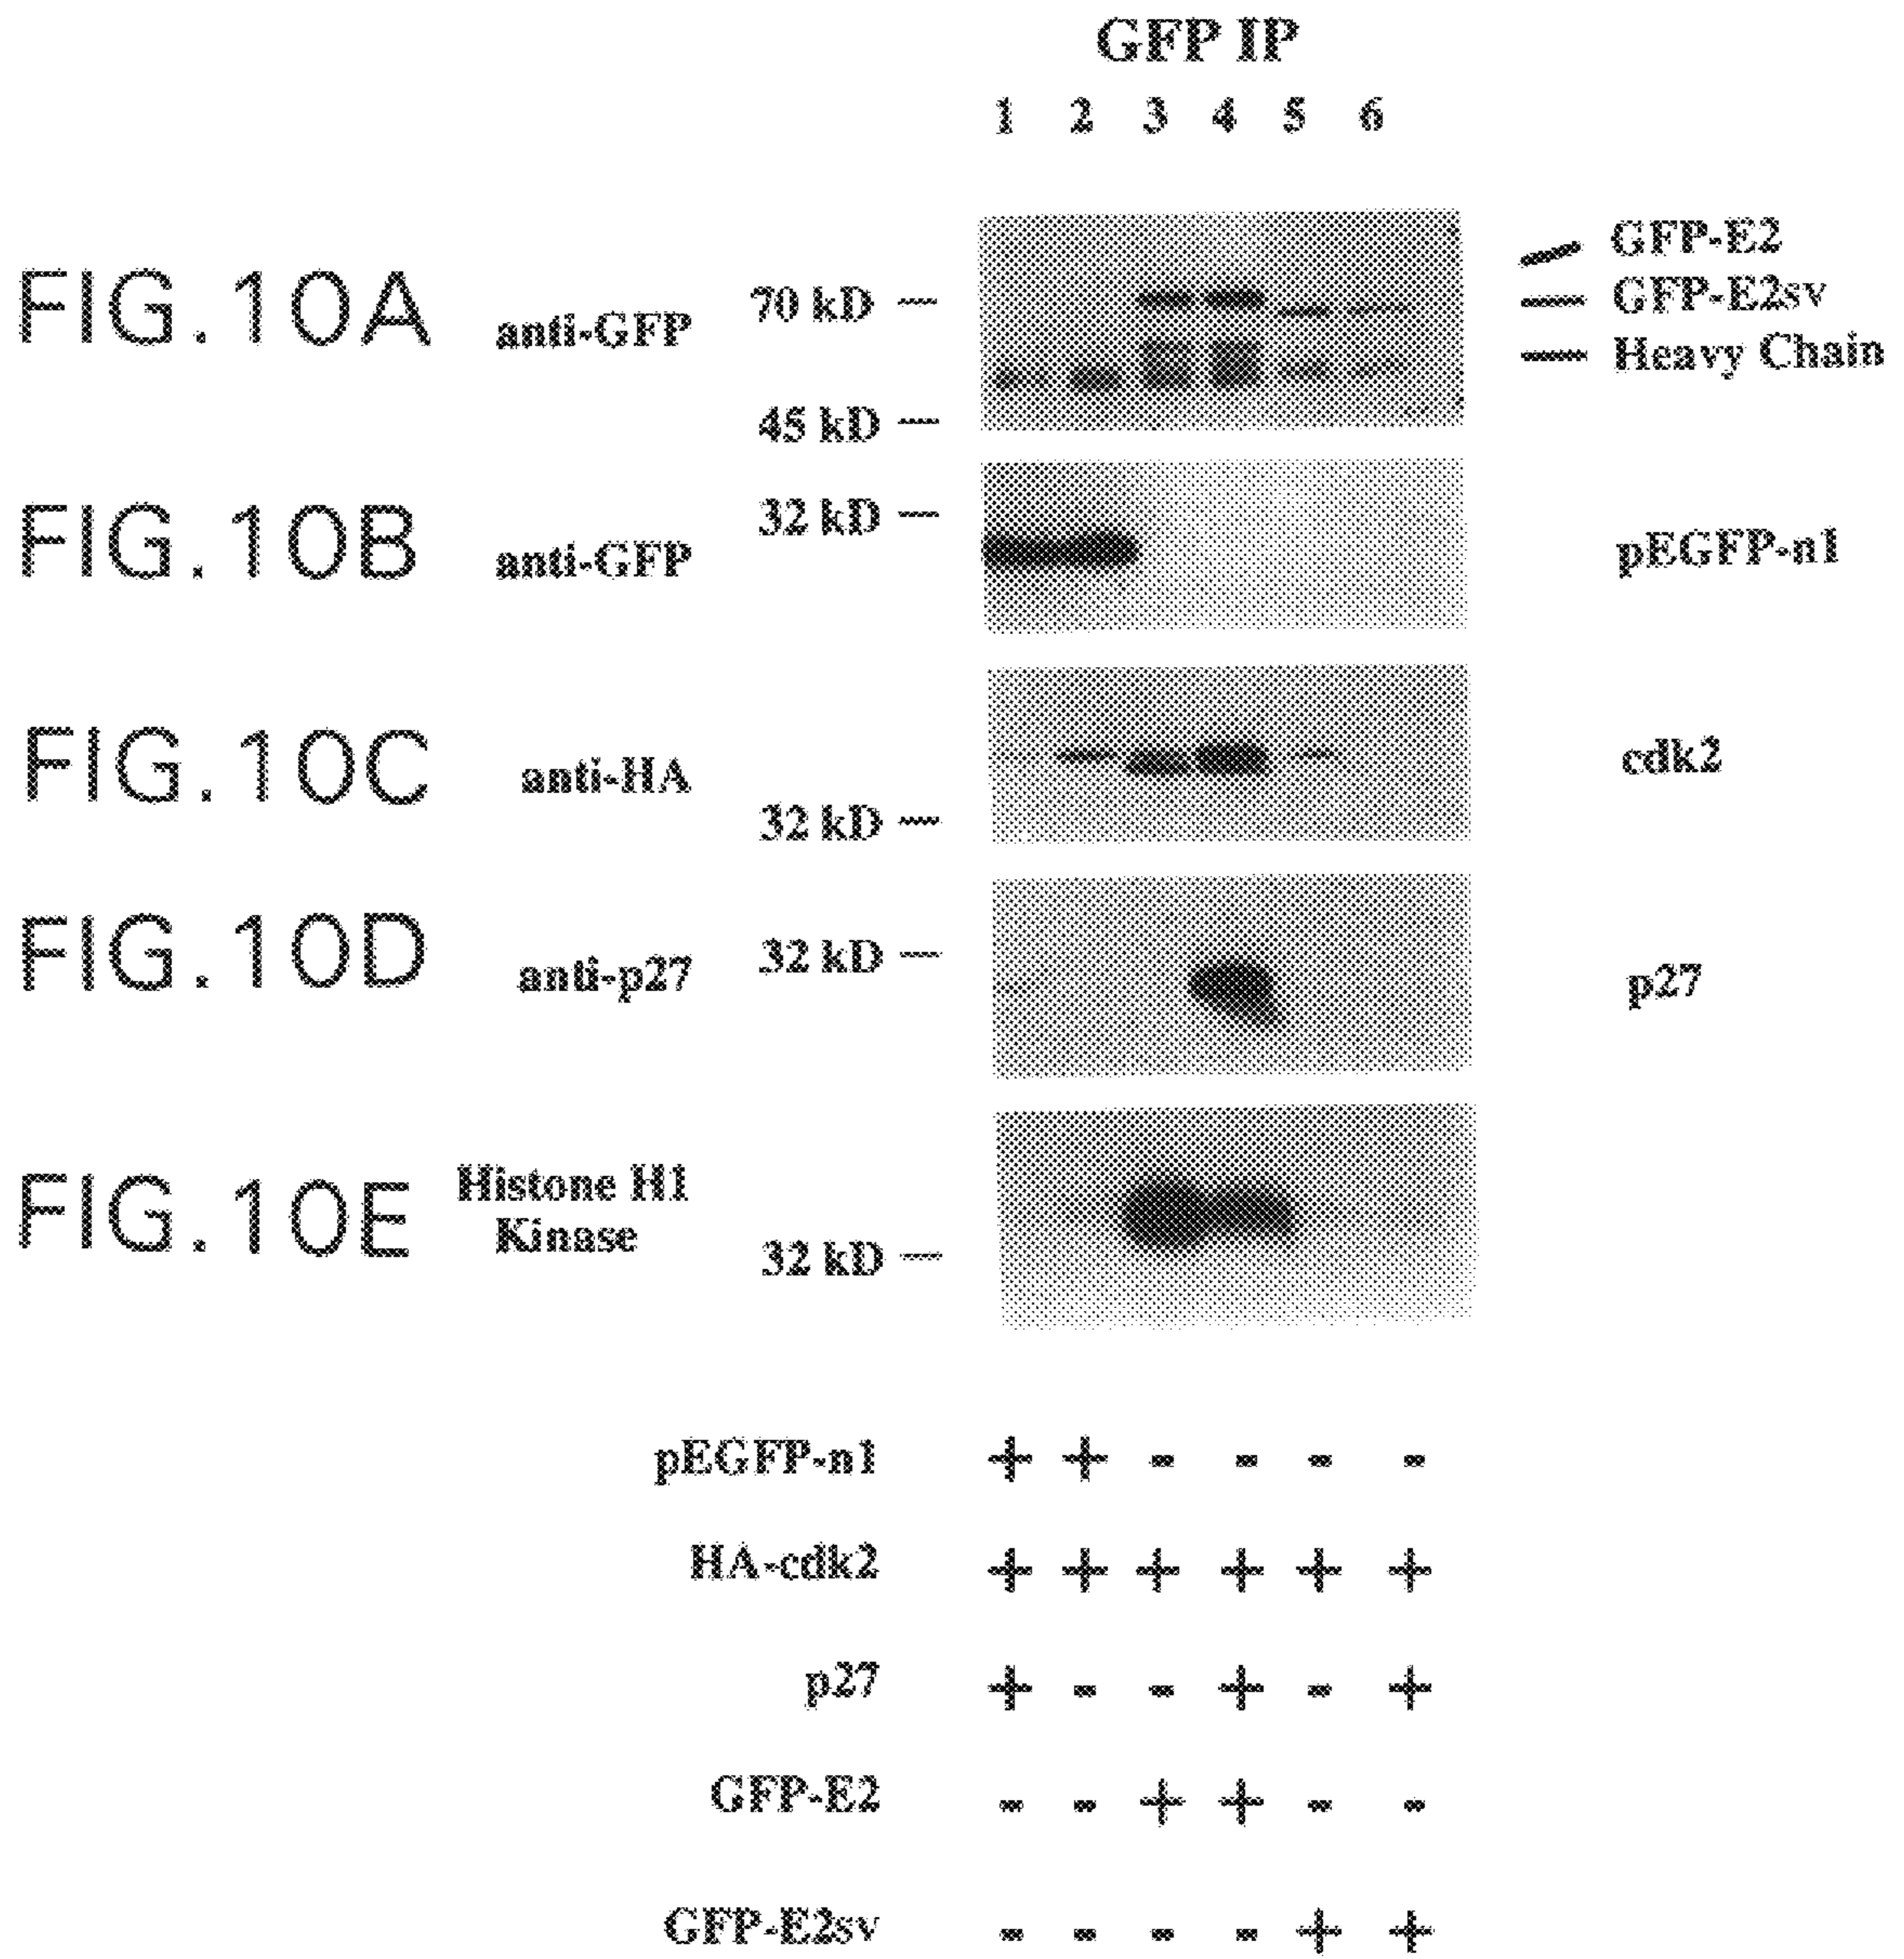 GFP IP
1 2 3 4 5 6
FIG. 10A anti-GFP 70 kD
45 kD
GFP-E2
GFP-E2sv
Heavy Chain
FIG. 10B anti-GFP 32 kD pEGFP-n1
FIG. 10C anti-HA 32 kD cdk2
FIG. 10D anti-p27 32 kD p27
FIG. 10E Histone H1
Kinase 32 kD
pEGFP-n1 + + - - - -
HA-cdk2 + + + + + +
p27 + - - + - +
GFP-E2 - - + + - -
GFP-E2sv - - - - + +